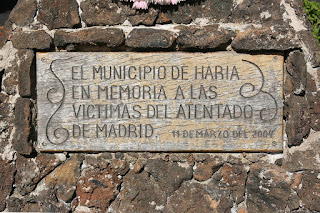 EL MUNICIPIO DE HARIA
EN MEMORIA A LAS
VICTIMAS DEL ATENTADO
DE MADRID. 11 DE MARZO DEL 2004